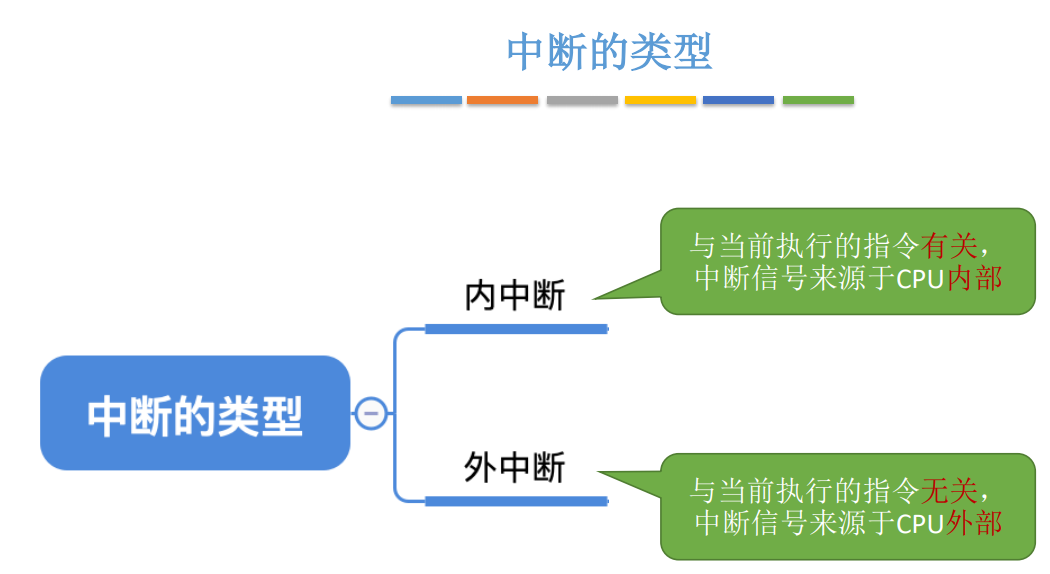 中断的类型
与当前执行的指令有关，
中断信号来源于CPU内部
内中断
中断的类型
外中断
与当前执行的指令无关，
中断信号来源于CPU外部